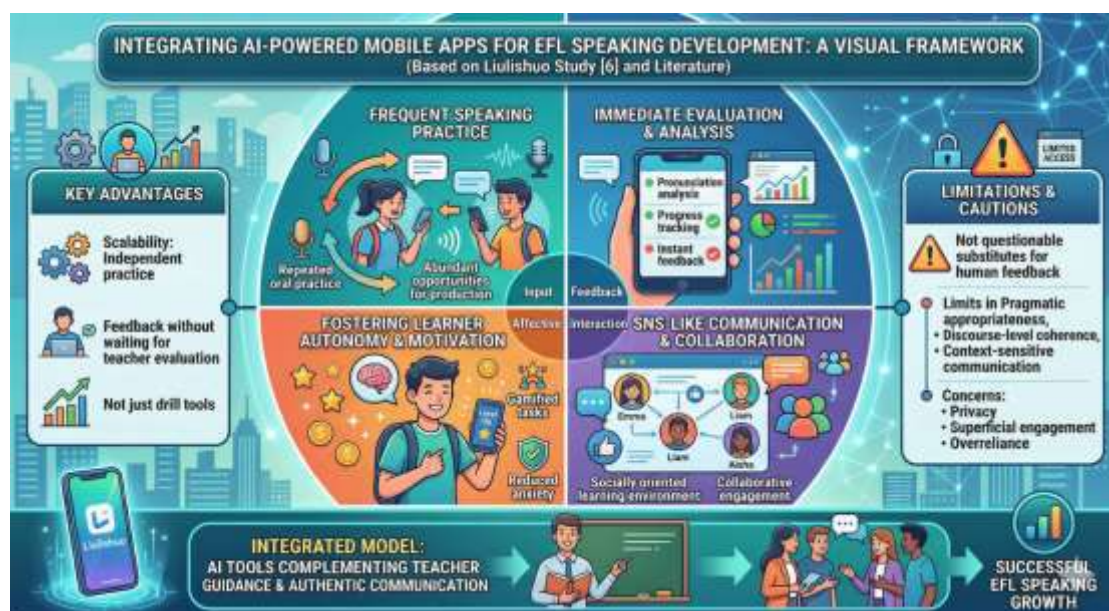 INTEGRATING AI-POWERED MOBILE APPS FOR EFL SPEAKING DEVELOPMENT: A VISUAL FRAMEWORK
(Based on Liulishuo Study [6] and Literature)
KEY ADVANTAGES
Scalability:
Independent
practice
Feedback without
waiting for
teacher evaluation
Not just drill tools
FREQUENT SPEAKING
PRACTICE
Repeated
oral practice
Abundant
opportunities
for production
Input
IMMEDIATE EVALUATION
& ANALYSIS
Pronunciation
analysis
Progress
tracking
Instant
feedback
Feedback
FOSTERING LEARNER
AUTONOMY & MOTIVATION
Affective
Gamified
tasks
Reduced
anxiety
Interaction
SNS-LIKE COMMUNICATION
& COLLABORATION
Emma
Liam
Liam
Aisha
Socially oriented
learning environment
Collaborative
engagement
LIMITED
ACCESS
LIMITATIONS &
CAUTIONS
Not questionable
substitutes for
human feedback
Limits in Pragmatic
appropriateness,
• Discourse-level coherence,
• Context-sensitive
communication
Concerns:
• Privacy
• Superficial engagement
• Overreliance
Liulishuo
INTEGRATED MODEL:
AI TOOLS COMPLEMENTING TEACHER
GUIDANCE & AUTHENTIC COMMUNICATION
SUCCESSFUL
EFL SPEAKING
GROWTH